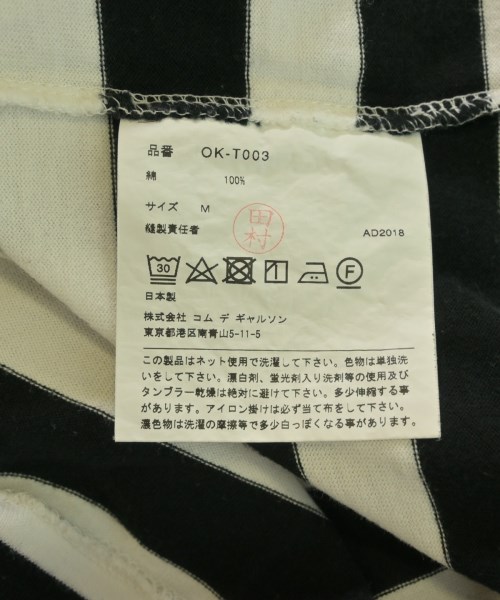 品番 OK-T003
綿 100%
サイズ M
縫製責任者 田村 AD2018
30 F
日本製
株式会社 コム デ ギャルソン
東京都港区南青山5-11-5
この製品はネット使用で洗濯して下さい。色物は単独洗
いをして下さい。漂白剤、蛍光剤入り洗剤等の使用及び
タンブラー乾燥は絶対に避けて下さい。多少伸縮する事
があります。アイロン掛けは必ず当て布をして下さい。
濃色物は洗濯の摩擦等で多少白っぽくなる事があります。